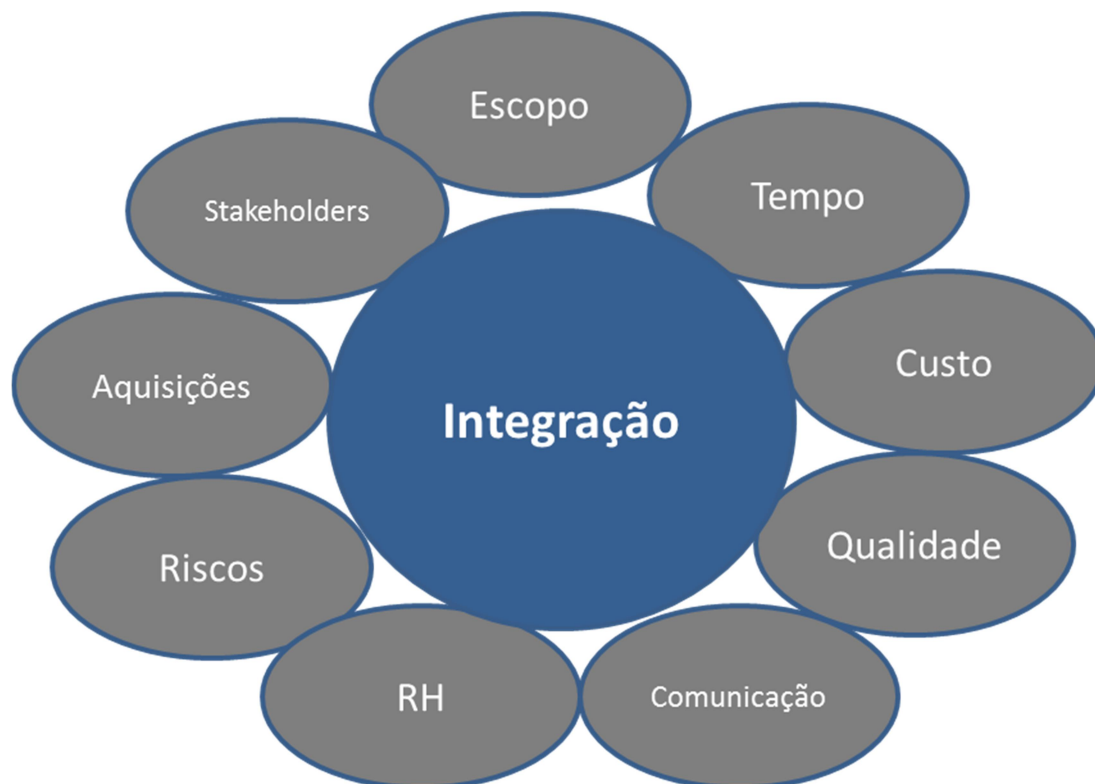 Escopo
Tempo
Stakeholders
Custo
Aquisições
Integração
Qualidade
Riscos
RH
Comunicação